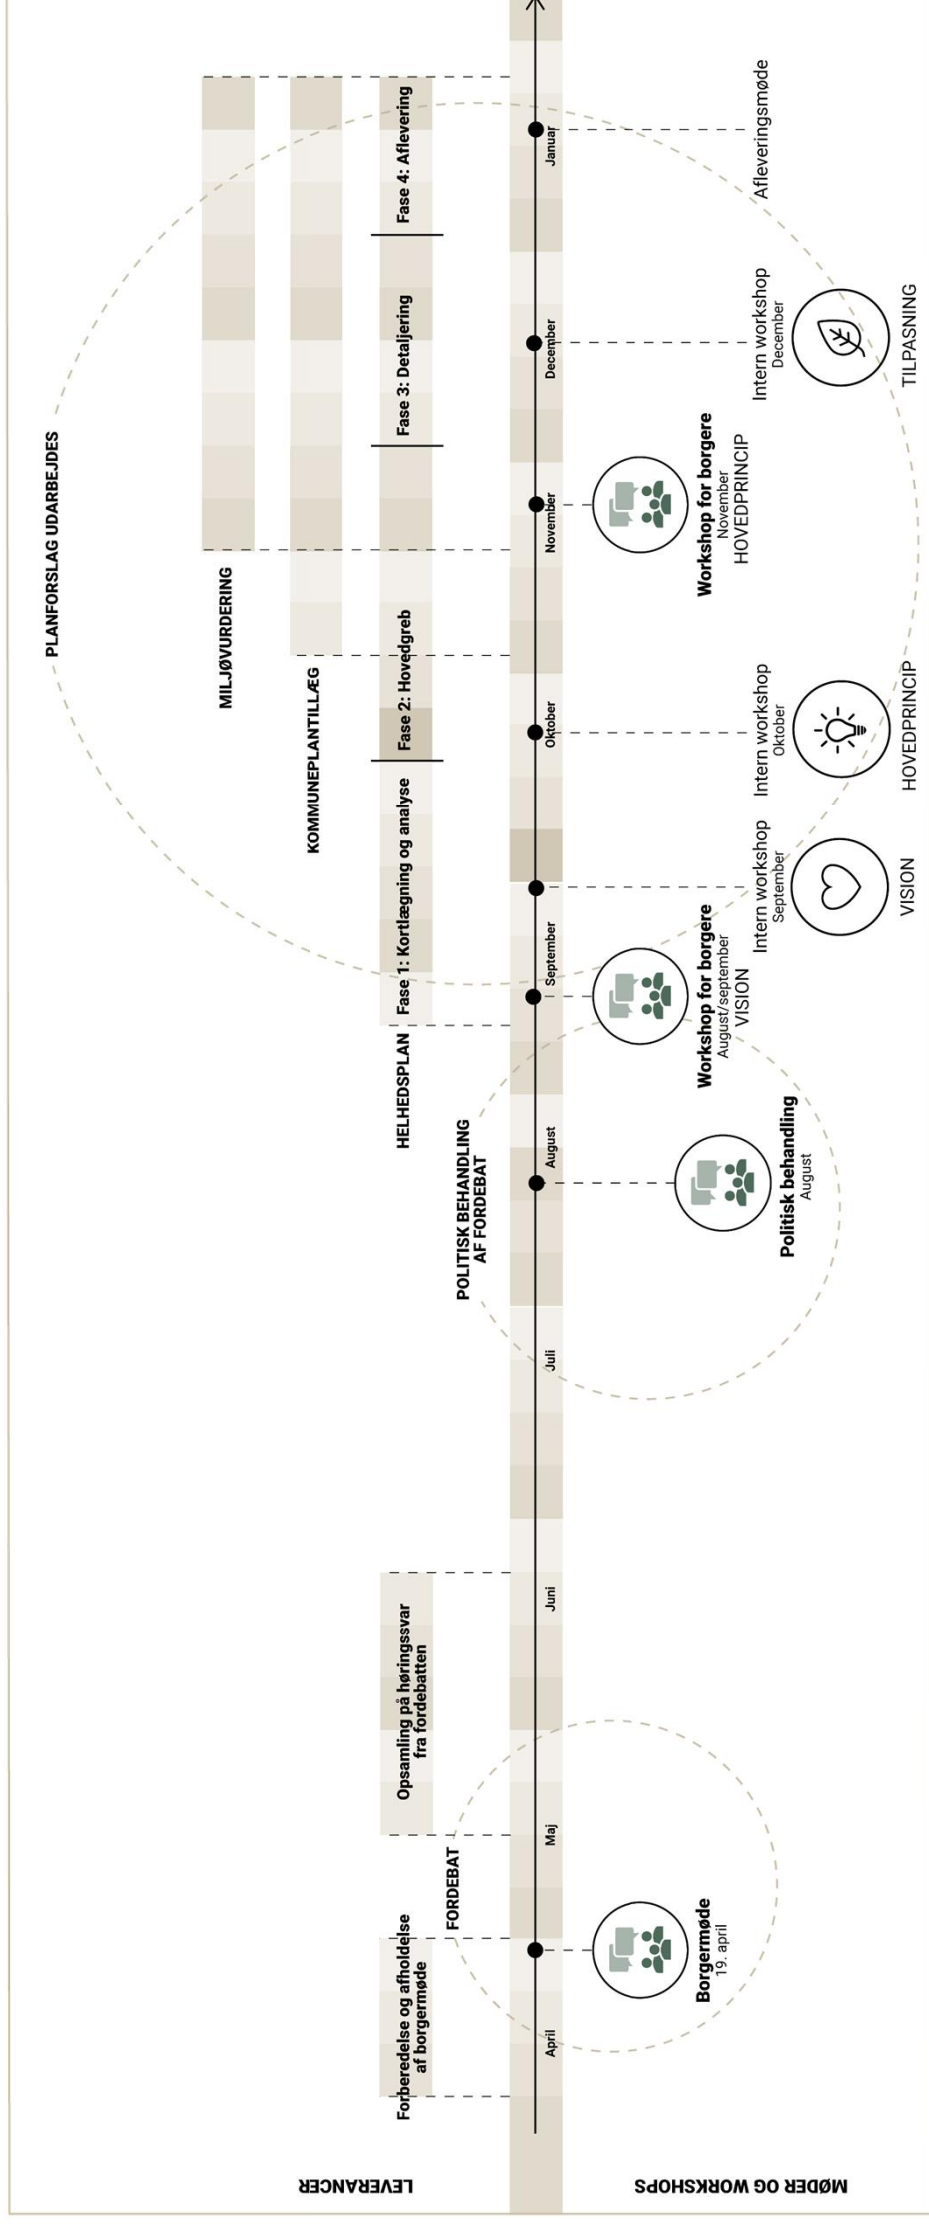 LEVERANCER
MØDER OG WORKSHOPS
PLANFORSLAG UDARBEJDES
MILJØVURDERING
KOMMUNEPLANTILLÆG
HELHEDSPLAN
Fase 1: Kortlægning og analyse
Fase 2: Hovedgreb
Fase 3: Detaljering
Fase 4: Aflevering
Forberedelse og afholdelse
af borgermøde
Opsamling på høringssvar
fra fordebatten
FORDEBAT
POLITISK BEHANDLING
AF FORDEBAT
April
Maj
Juni
Juli
August
September
Oktober
November
December
Januar
Borgermøde
19. april
Politisk behandling
August
Workshop for borgere
August/september
VISION
Intern workshop
September
VISION
Intern workshop
Oktober
HOVEDPRINCIP
Workshop for borgere
November
HOVEDPRINCIP
Intern workshop
December
TILPASNING
Afleveringsmøde